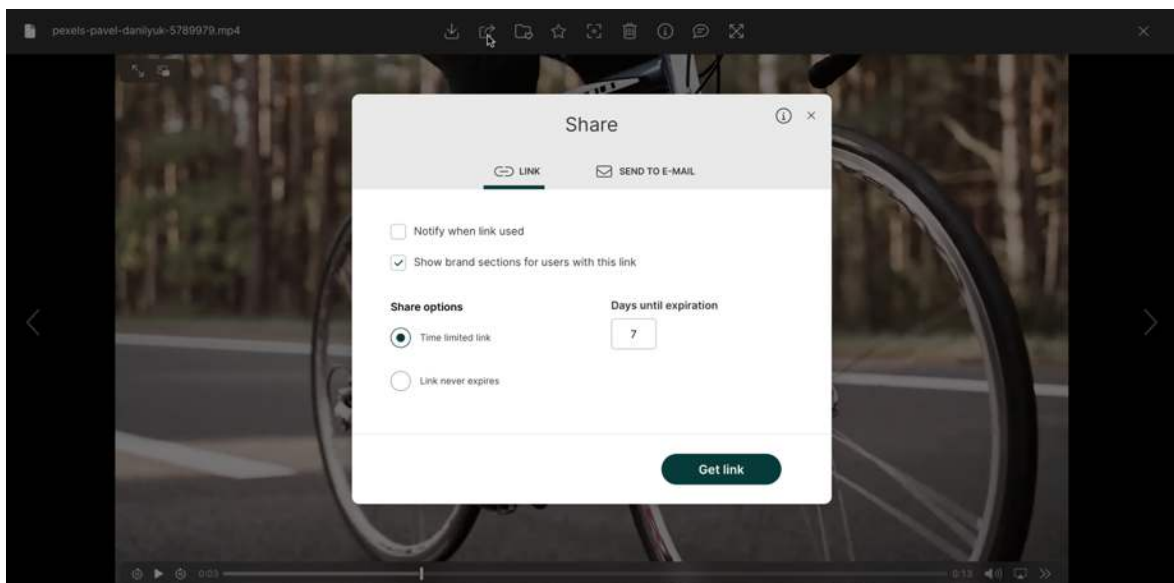 pexels-pavel-danilyuk-5789979.mp4
Share
LINK
SEND TO E-MAIL
Notify when link used
Show brand sections for users with this link
Share options
Days until expiration
Time limited link
7
Link never expires
Get link
0:03
0:13